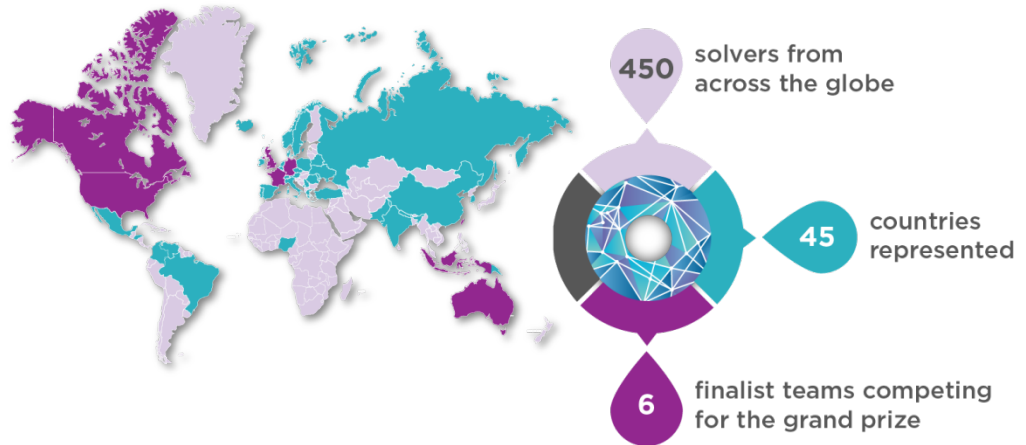 450
solvers from
across the globe
45
countries
represented
6
finalist teams competing
for the grand prize